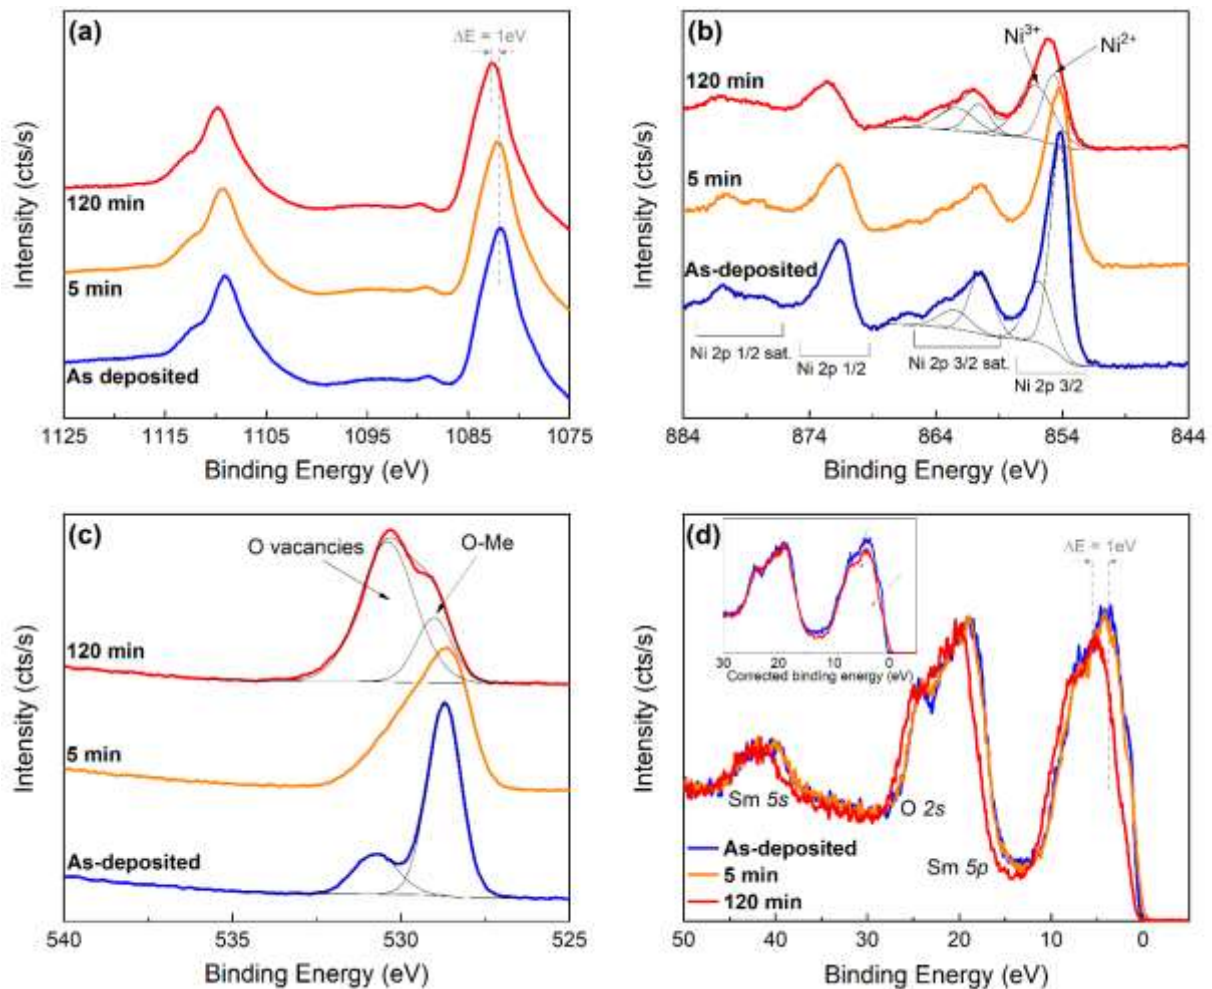 (a)
ΔE = 1eV
120 min
5 min
As deposited
Intensity (cts/s)
1125 1115 1105 1095 1085 1075
Binding Energy (eV)
(b)
Ni3+
Ni2+
120 min
5 min
As-deposited
Ni 2p 1/2 sat.
Ni 2p 1/2
Ni 2p 3/2 sat.
Ni 2p 3/2
Intensity (cts/s)
884 874 864 854 844
Binding Energy (eV)
(c)
O vacancies
O-Me
120 min
5 min
As-deposited
Intensity (cts/s)
540 535 530 525
Binding Energy (eV)
(d)
ΔE = 1eV
30 20 10 0
Corrected binding energy (eV)
Sm 5s
O 2s
Sm 5p
As-deposited
5 min
120 min
Intensity (cts/s)
50 40 30 20 10 0
Binding Energy (eV)